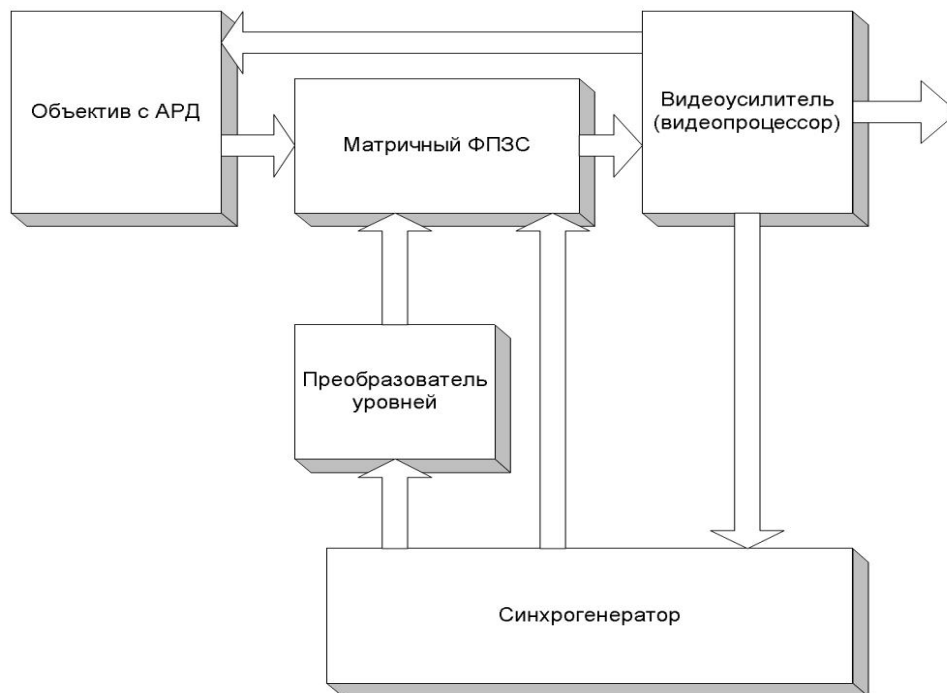 Объектив с АРД
Матричный ФПЗС
Видеоусилитель
(видеопроцессор)
Преобразователь
уровней
Синхрогенератор